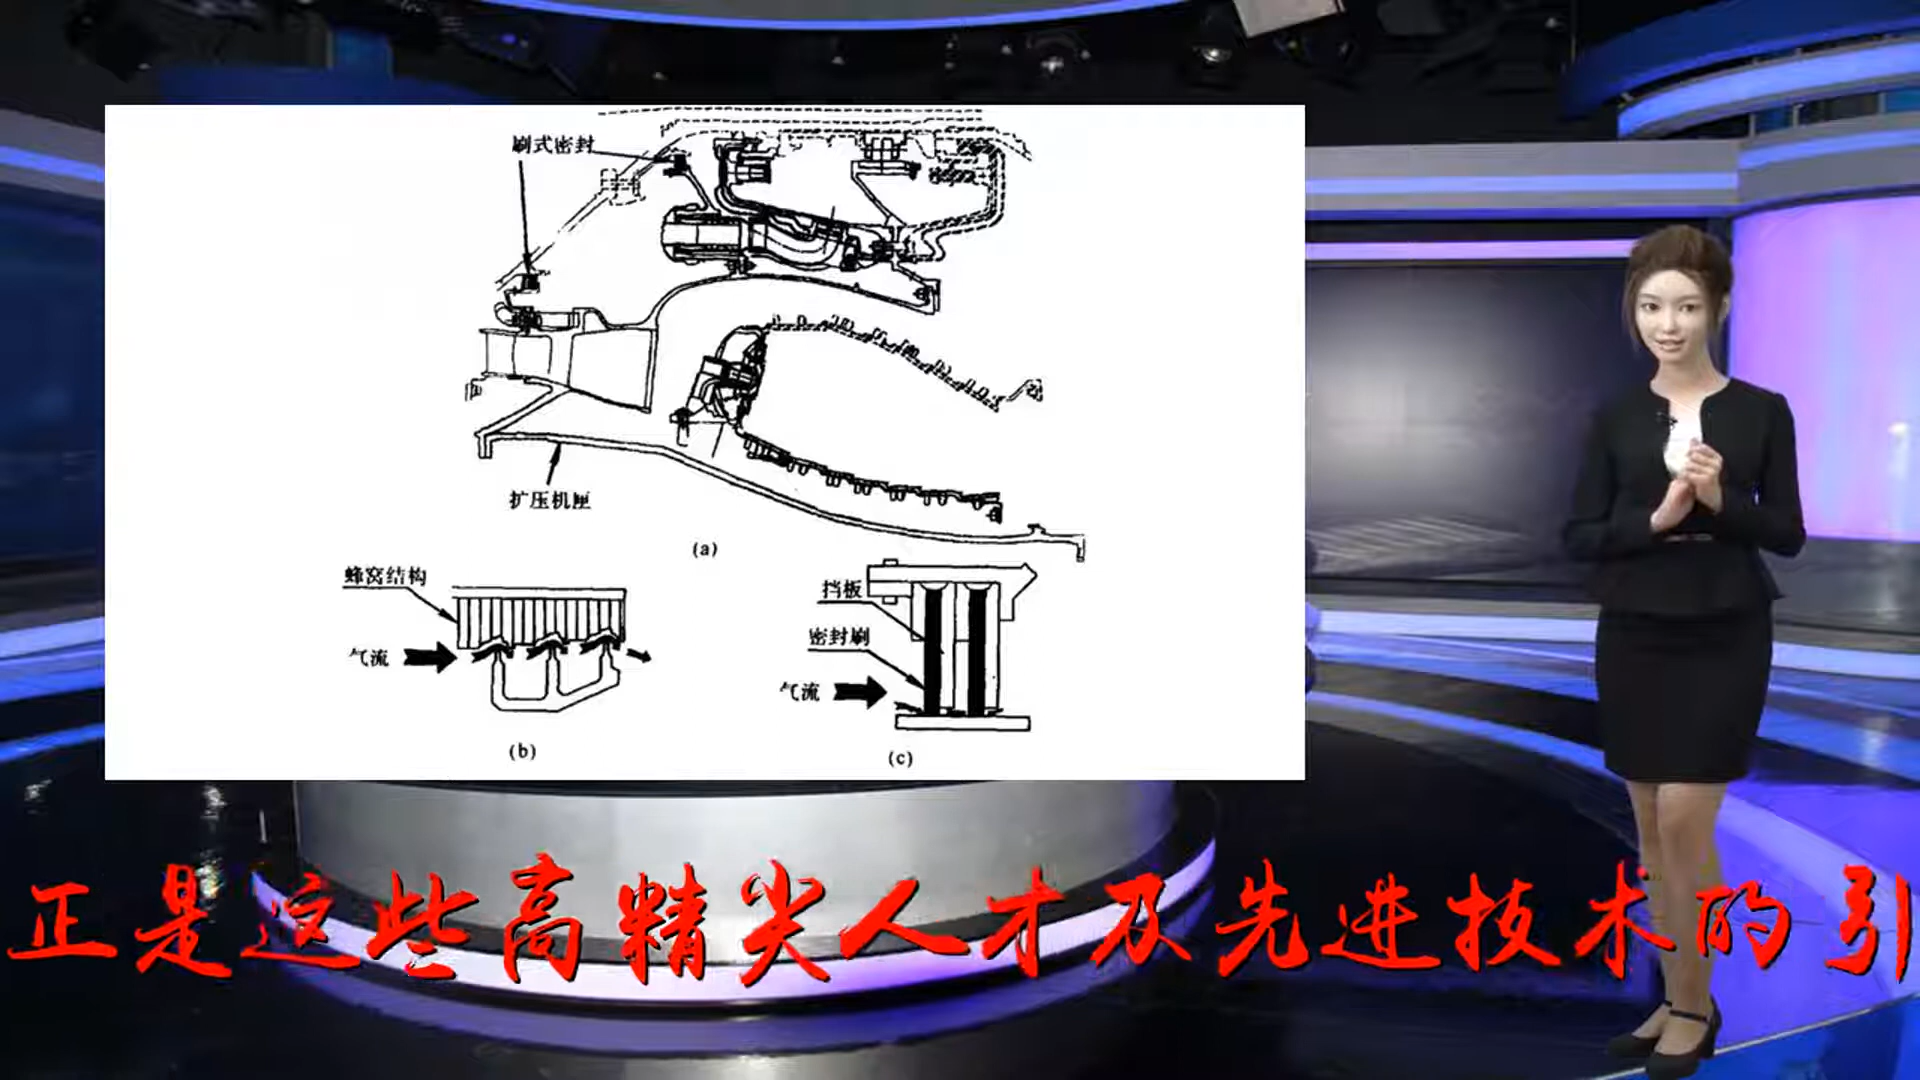 刷式密封
扩压机匣
(a)
蜂窝结构
气流
(b)
挡板
密封刷
气流
(c)
正是这些高精尖人才及先进技术的引